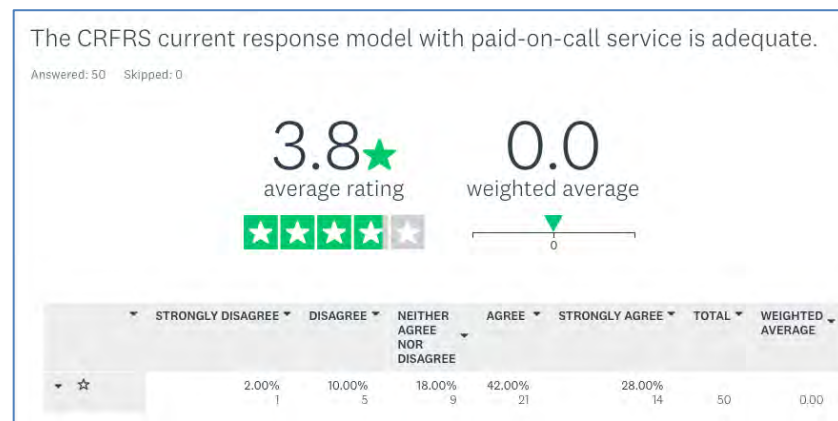 The CRFRS current response model with paid-on-call service is adequate.
Answered: 50 Skipped: 0
3.8 0.0
average rating weighted average
0
STRONGLY DISAGREE DISAGREE NEITHER AGREE NOR DISAGREE AGREE STRONGLY AGREE TOTAL WEIGHTED AVERAGE
2.00% 10.00% 18.00% 42.00% 28.00%
1 5 9 21 14 50 0.00